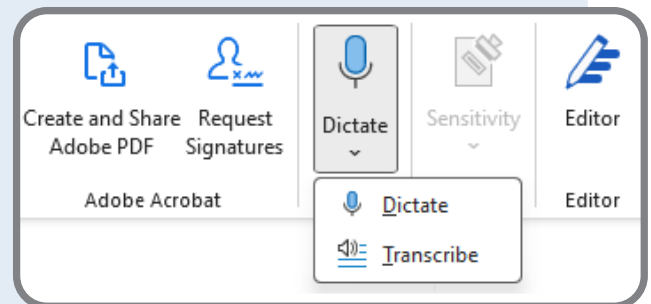 Create and Share Request Dictate Sensitivity Editor
Adobe PDF Signatures
Adobe Acrobat Editor
Dictate
Transcribe